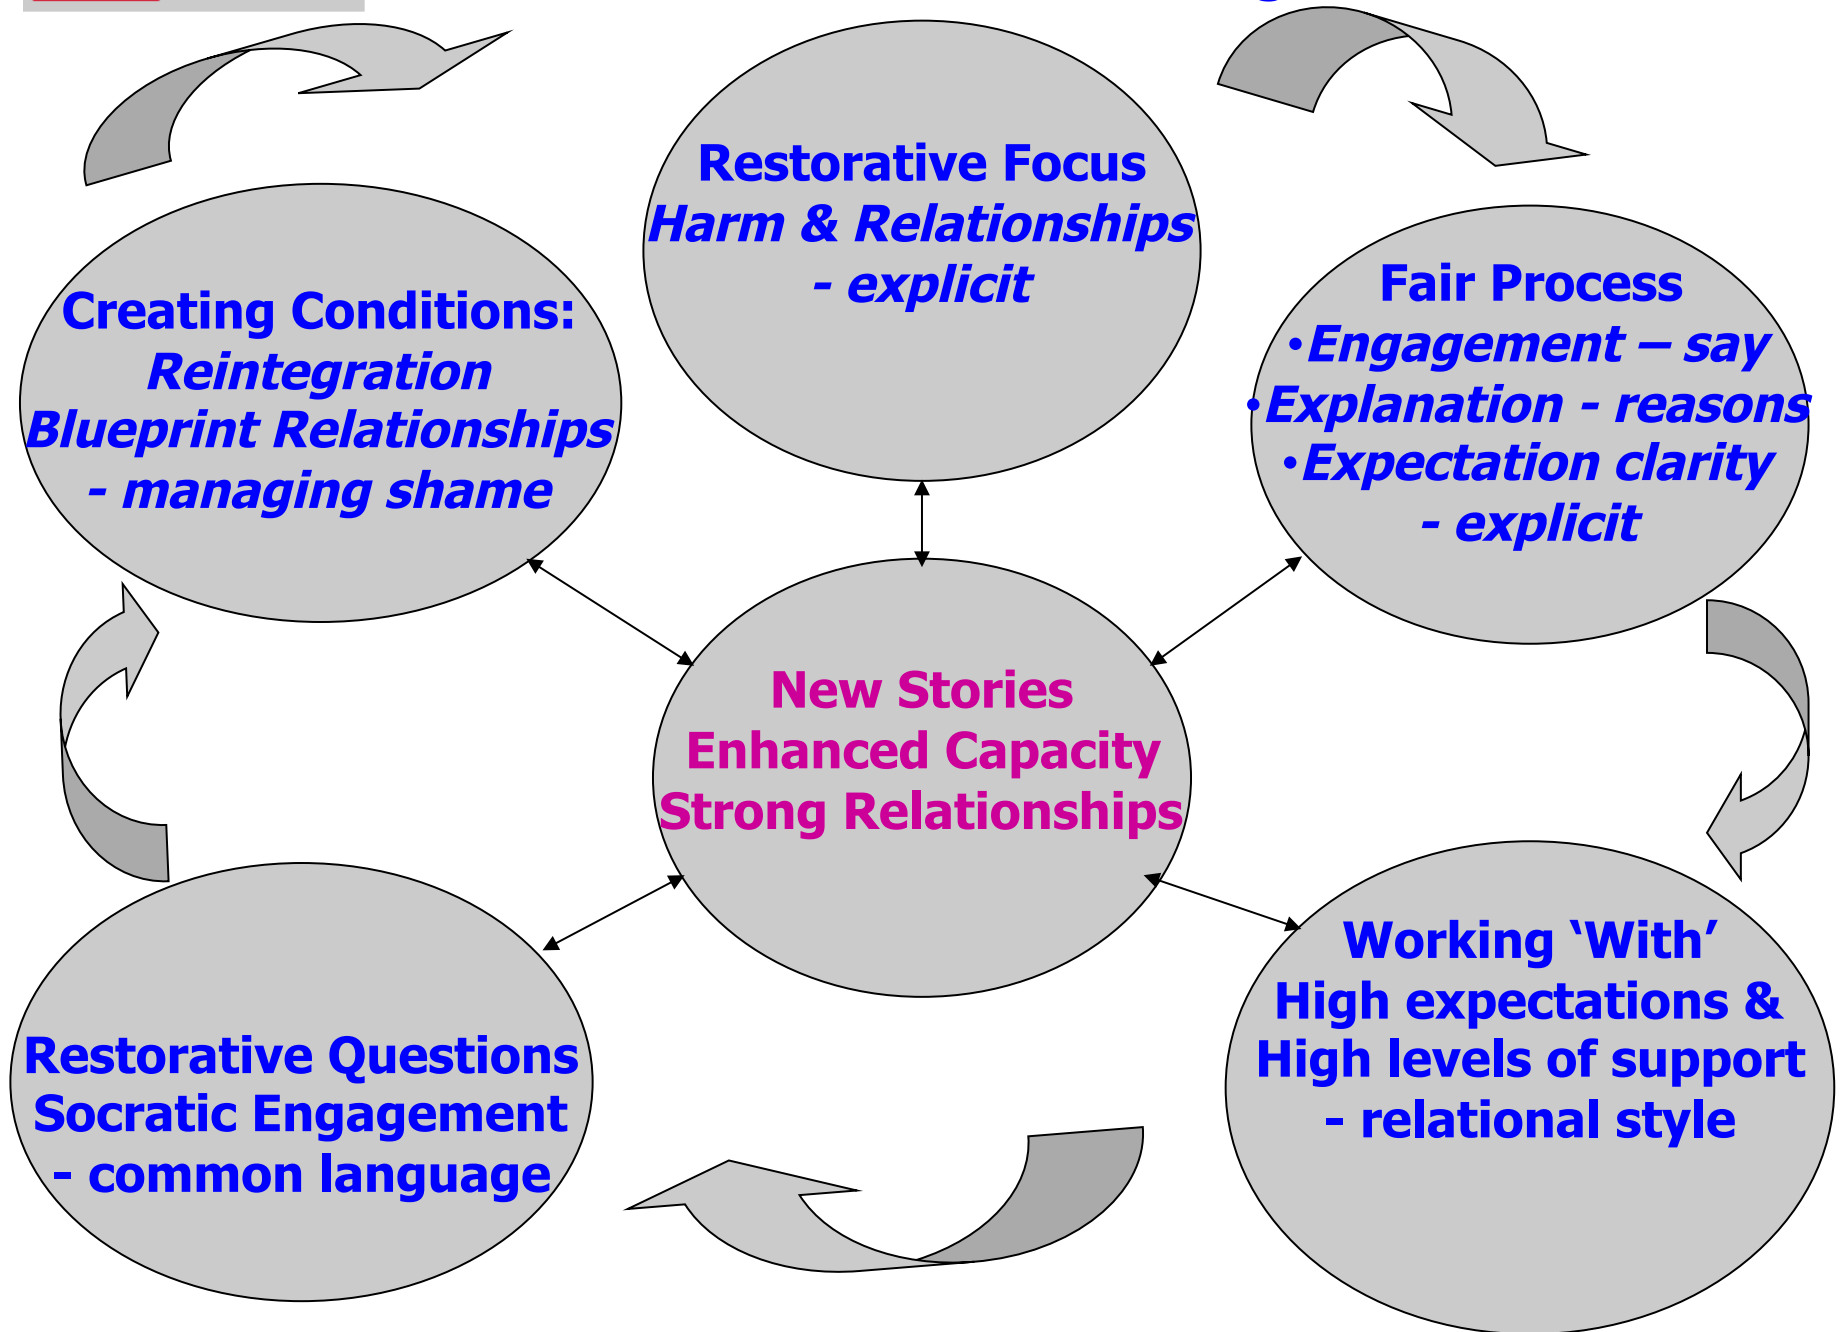 Restorative Focus
Harm & Relationships
- explicit
Creating Conditions:
Reintegration
Blueprint Relationships
- managing shame
Fair Process
•Engagement – say
•Explanation - reasons
•Expectation clarity
- explicit
New Stories
Enhanced Capacity
Strong Relationships
Restorative Questions
Socratic Engagement
- common language
Working ‘With’
High expectations &
High levels of support
- relational style